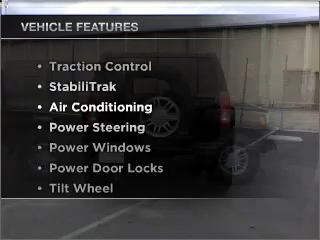 VEHICLE FEATURES
• Traction Control
• StabiliTrak
• Air Conditioning
• Power Steering
• Power Windows
• Power Door Locks
• Tilt Wheel